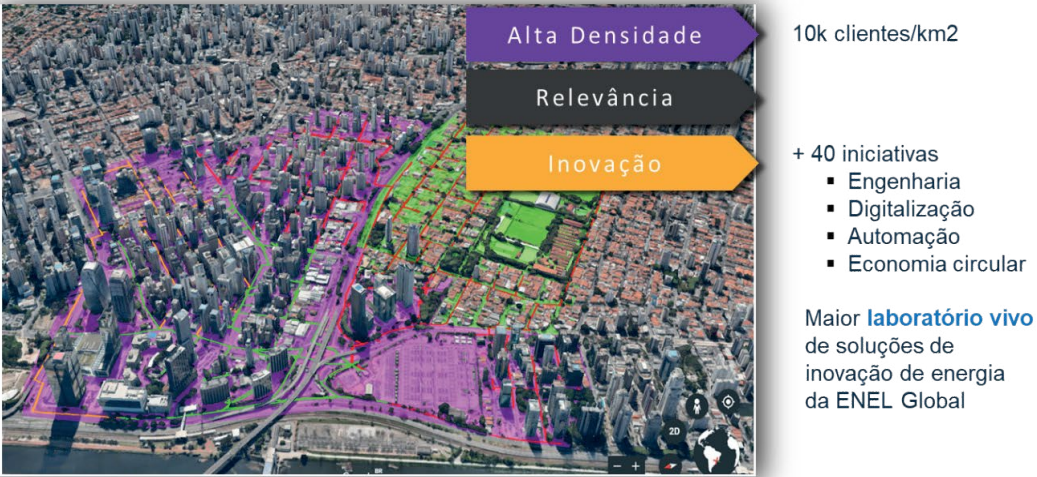 Alta Densidade
10k clientes/km2
Relevância
Inovação
+ 40 iniciativas
▪ Engenharia
▪ Digitalização
▪ Automação
▪ Economia circular
Maior laboratório vivo
de soluções de
inovação de energia
da ENEL Global
2D
− +